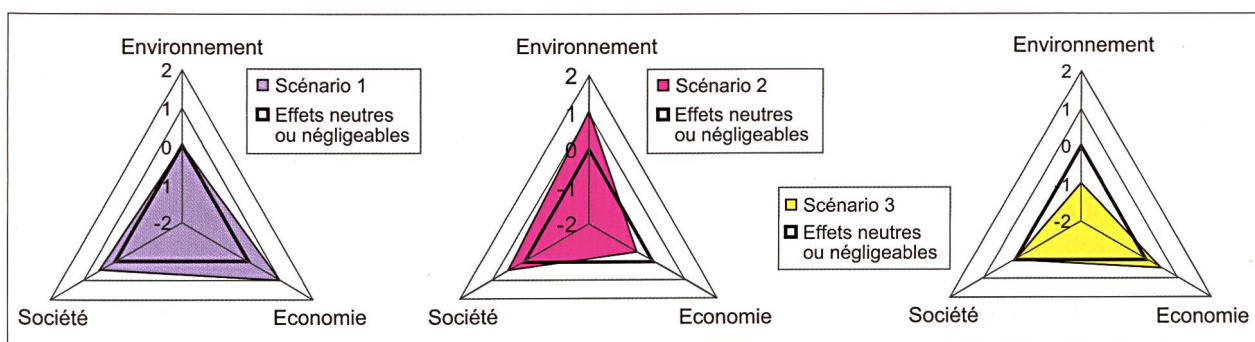 Environnement
2
1
0
-1
-2
Société
Economie
Scénario 1
Effets neutres
ou négligeables
Environnement
2
1
0
-1
-2
Société
Economie
Scénario 2
Effets neutres
ou négligeables
Environnement
2
1
0
-1
-2
Société
Economie
Scénario 3
Effets neutres
ou négligeables